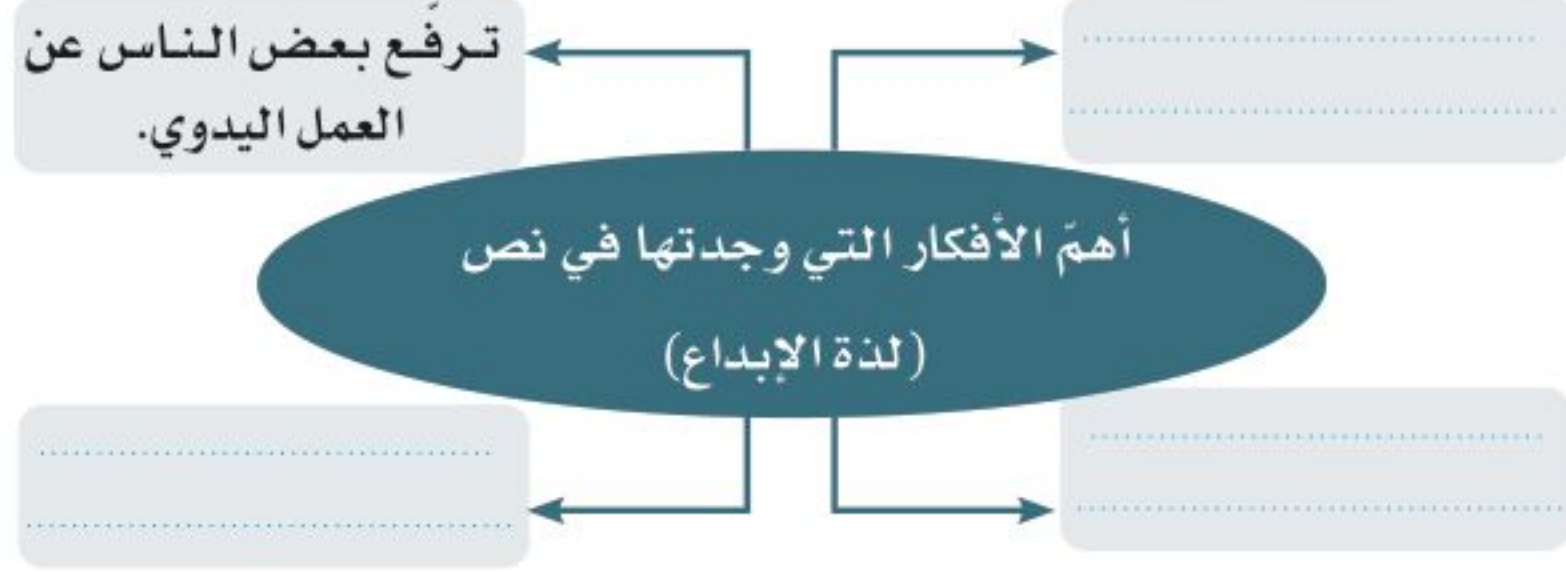 ترفّع بعض الناس عن
العمل اليدوي.
أهمّ الأفكار التي وجدتها في نص
(لذة الإبداع)